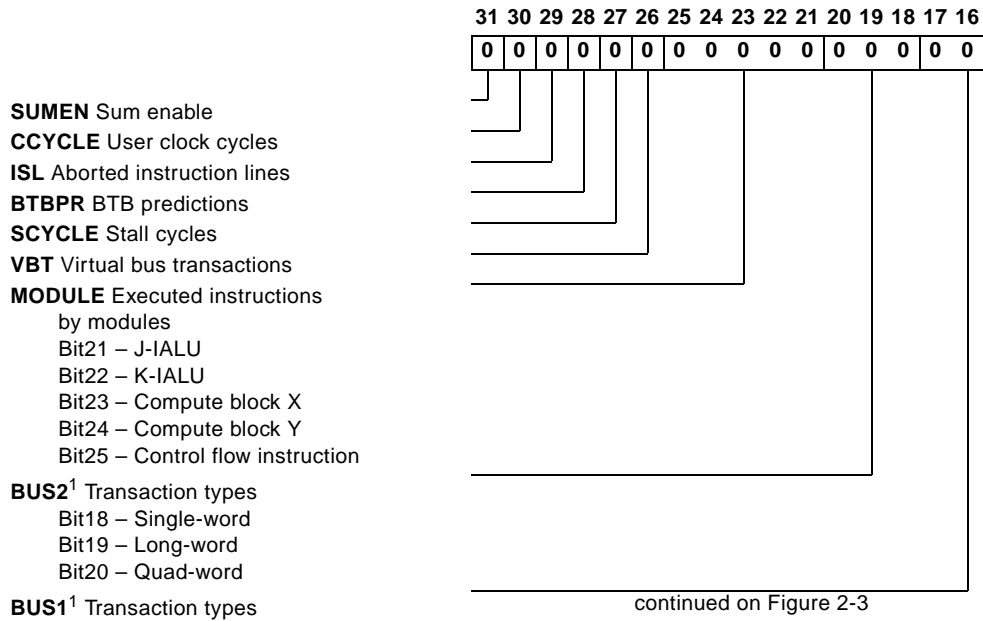 31 30 29 28 27 26 25 24 23 22 21 20 19 18 17 16
0 0 0 0 0 0 0 0 0 0 0 0 0 0 0 0
SUMEN Sum enable
CCYCLE User clock cycles
ISL Aborted instruction lines
BTBPR BTB predictions
SCYCLE Stall cycles
VBT Virtual bus transactions
MODULE Executed instructions
by modules
Bit21 – J-IALU
Bit22 – K-IALU
Bit23 – Compute block X
Bit24 – Compute block Y
Bit25 – Control flow instruction
BUS2¹ Transaction types
Bit18 – Single-word
Bit19 – Long-word
Bit20 – Quad-word
BUS1¹ Transaction types
continued on Figure 2-3